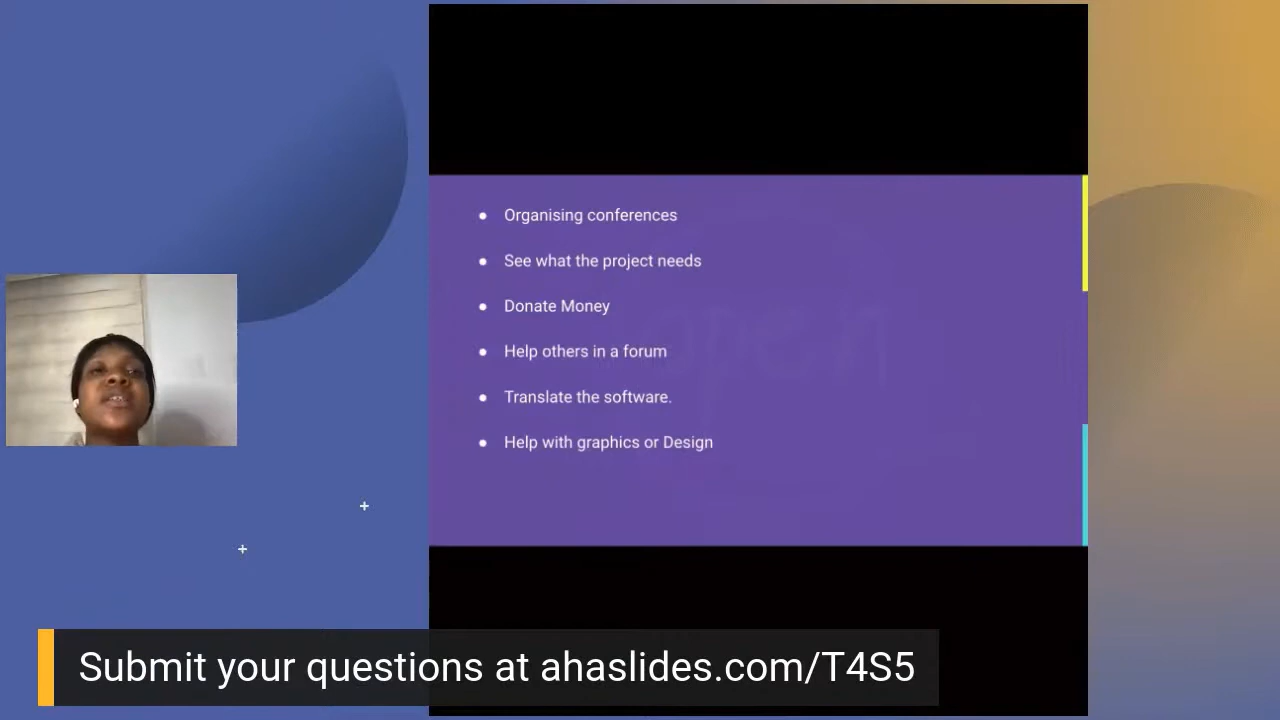 Organising conferences
See what the project needs
Donate Money
Help others in a forum
Translate the software.
Help with graphics or Design
Submit your questions at ahaslides.com/T4S5